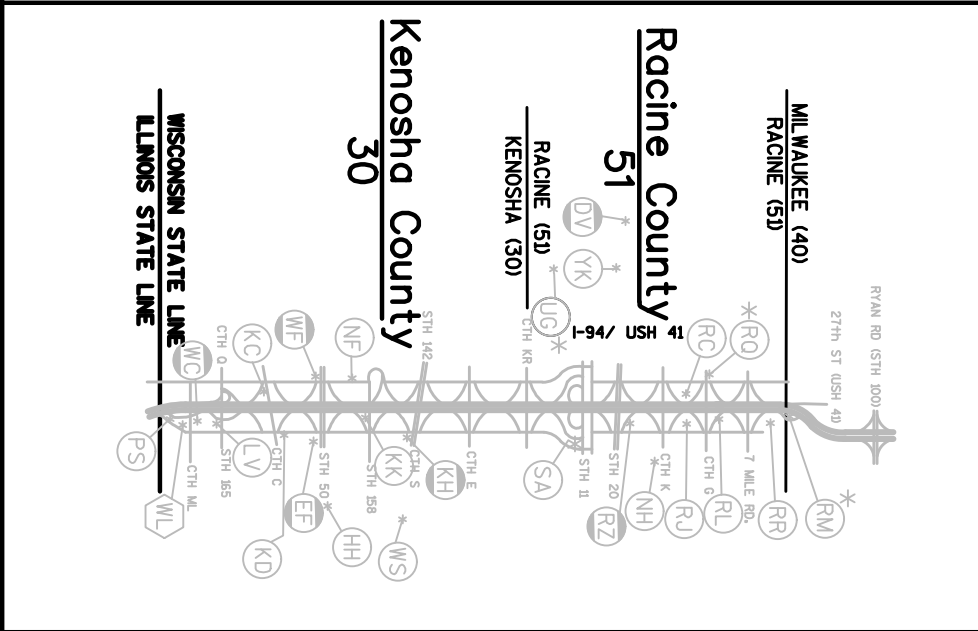 RYAN RD (STH 100)
27th ST (USH 41)
MILWAUKEE (40)
RACINE (51)
RQ
RC
RM
RR
7 MILE RD.
RL
CTH G
RJ
CTH K
NH
STH 20
RZ
Racine County
51
I-94/ USH 41
DV
YK
UG
STH 11
SA
RACINE (51)
KENOSHA (30)
CTH KR
CTH E
STH 142
KH
CTH S
KK
STH 158
Kenosha County
30
NF
WF
WS
HH
STH 50
EF
KC
CTH C
KD
CTH Q
LV
STH 165
WC
CTH ML
WL
PS
WISCONSIN STATE LINE
ILLINOIS STATE LINE